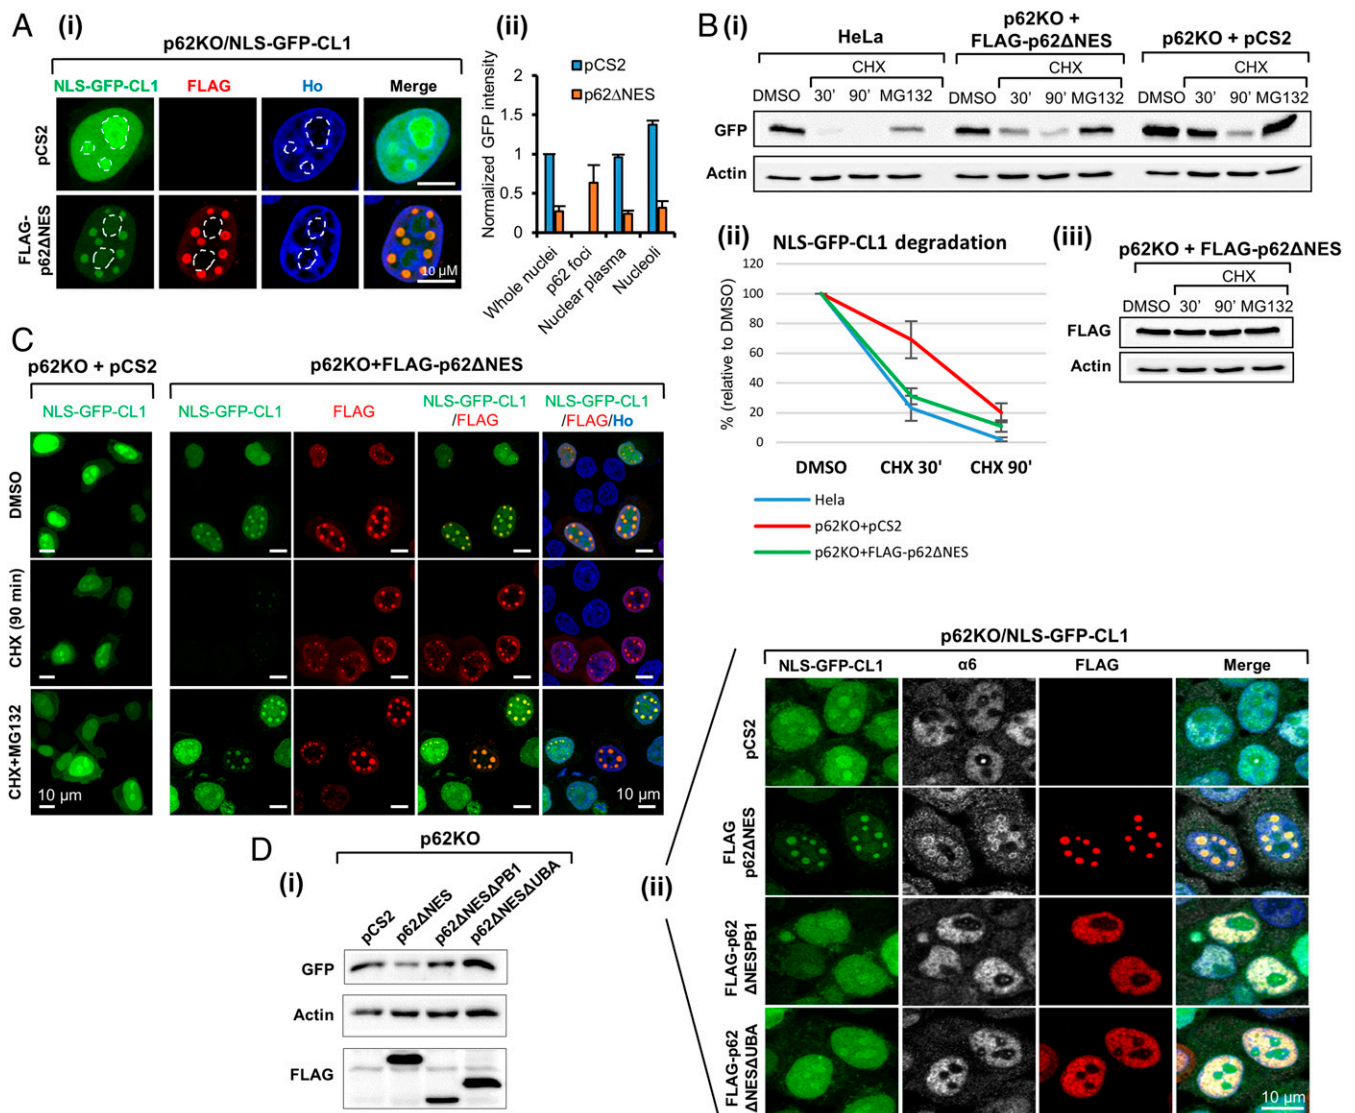 A (i)
p62KO/NLS-GFP-CL1
NLS-GFP-CL1 FLAG Ho Merge
pCS2
FLAG-
p62ΔNES
10 µM
(ii)
Normalized GFP intensity
2
1.5
1
0.5
0
pCS2
p62ΔNES
Whole nuclei
p62 foci
Nuclear plasma
Nucleoli
B (i)
HeLa
p62KO +
FLAG-p62ΔNES
p62KO + pCS2
CHX CHX CHX
DMSO 30' 90' MG132 DMSO 30' 90' MG132 DMSO 30' 90' MG132
GFP
Actin
(ii) NLS-GFP-CL1 degradation
% (relative to DMSO)
120
100
80
60
40
20
0
DMSO CHX 30' CHX 90'
Hela
p62KO+pCS2
p62KO+FLAG-p62ΔNES
(iii)
p62KO + FLAG-p62ΔNES
CHX
DMSO 30' 90' MG132
FLAG
Actin
C
p62KO + pCS2 p62KO+FLAG-p62ΔNES
NLS-GFP-CL1 NLS-GFP-CL1 FLAG NLS-GFP-CL1
/FLAG
NLS-GFP-CL1
/FLAG/Ho
DMSO
CHX (90 min)
CHX+MG132
10 µm
10 µm
D
p62KO
(i)
pCS2
p62ΔNES
p62ΔNESΔPB1
p62ΔNESΔUBA
GFP
Actin
FLAG
(ii)
p62KO/NLS-GFP-CL1
NLS-GFP-CL1 α6 FLAG Merge
pCS2
FLAG
p62ΔNES
FLAG-p62
ΔNESPB1
FLAG-p62
ΔNESΔUBA
10 µm